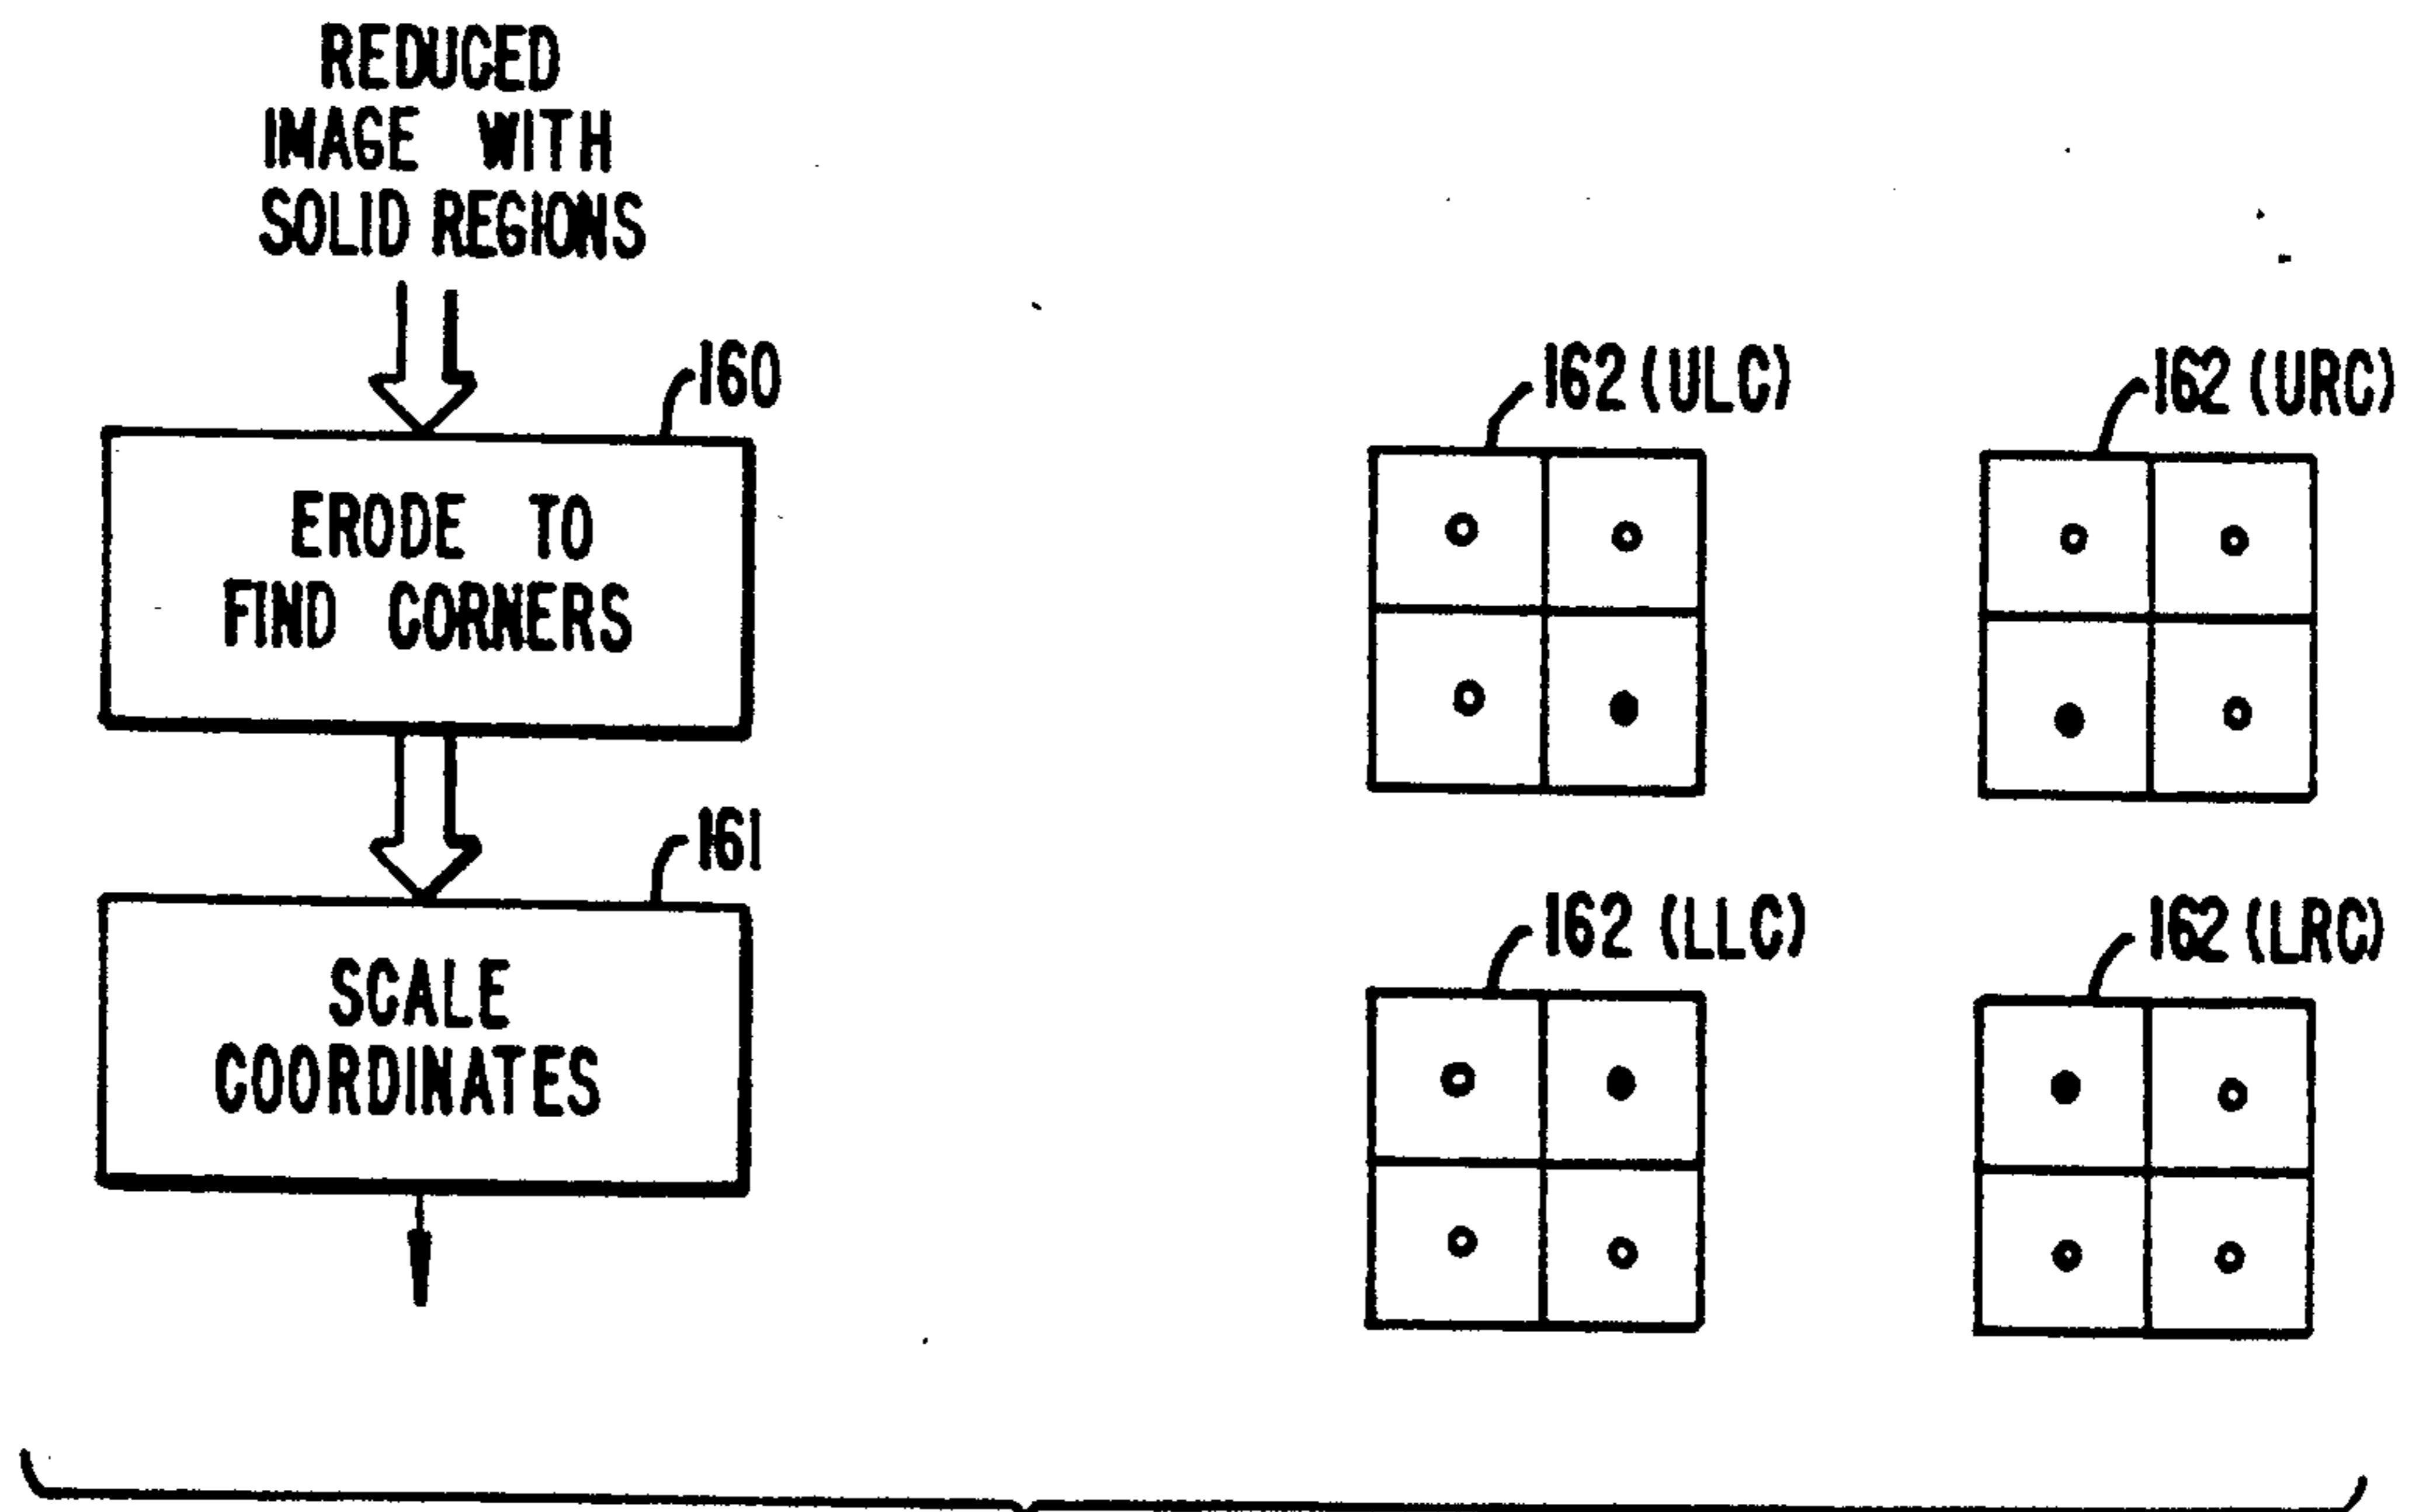 REDUCED
IMAGE WITH
SOLID REGIONS
160
ERODE TO
FIND CORNERS
161
SCALE
COORDINATES
162 (ULC)
162 (URC)
162 (LLC)
162 (LRC)